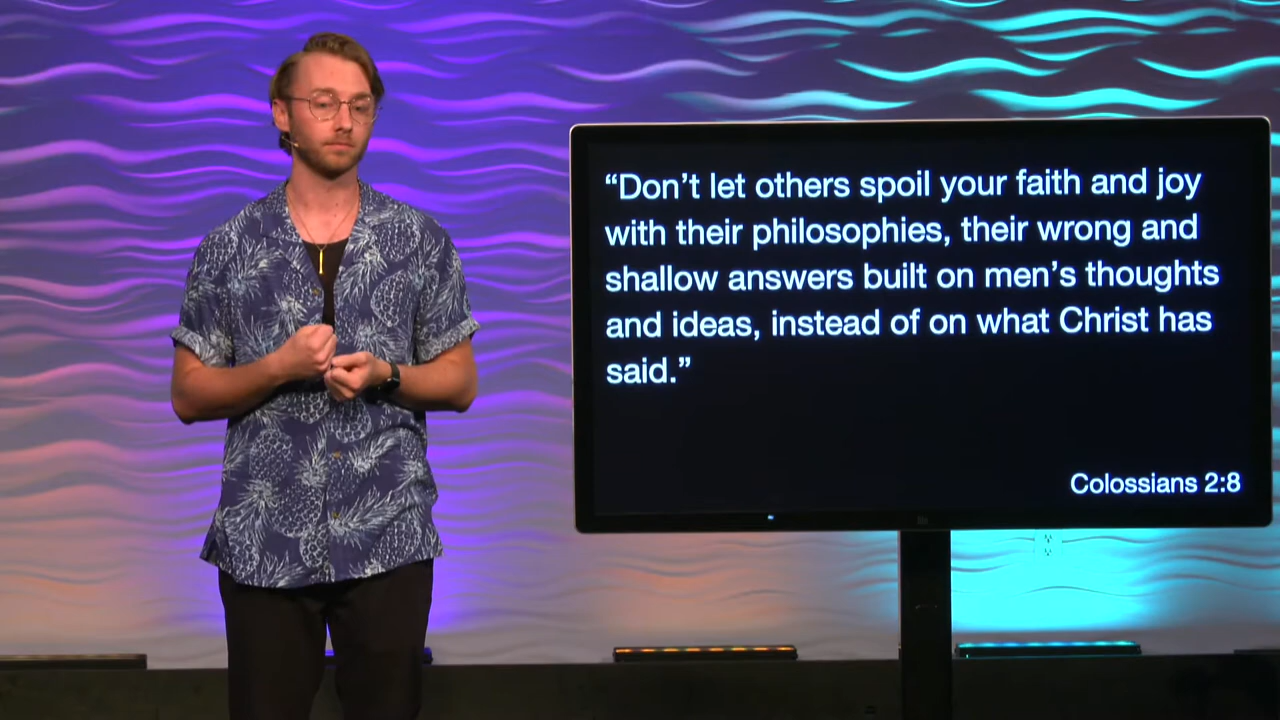 “Don’t let others spoil your faith and joy
with their philosophies, their wrong and
shallow answers built on men’s thoughts
and ideas, instead of on what Christ has
said.”
Colossians 2:8